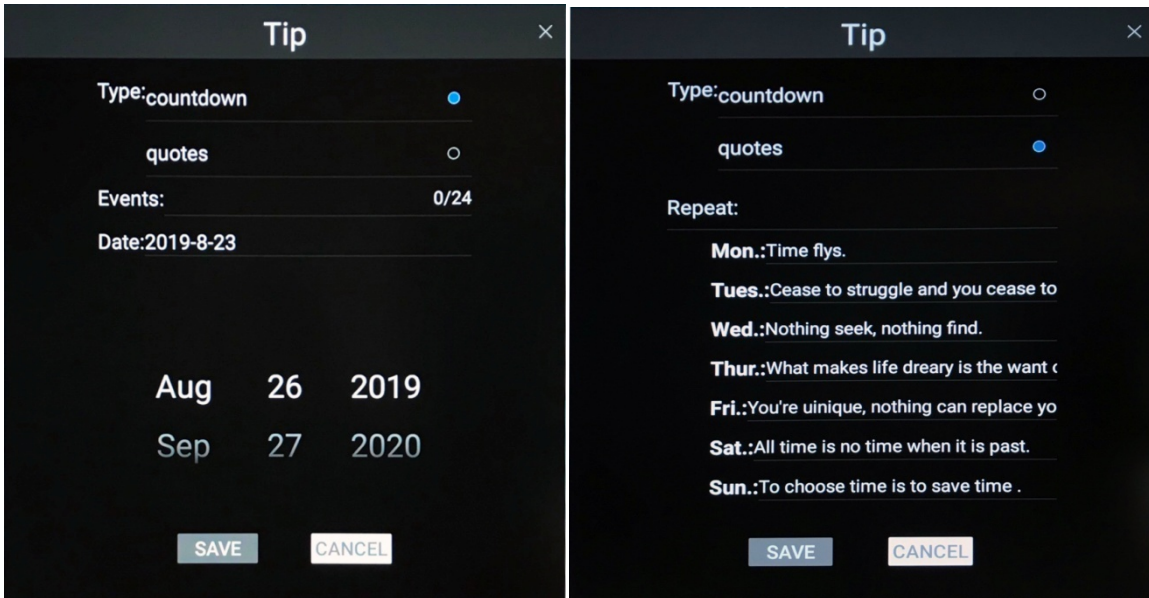 Tip ×
Type:countdown
quotes
Events: 0/24
Date:2019-8-23
Aug 26 2019
Sep 27 2020
SAVE CANCEL
Tip ×
Type:countdown
quotes
Repeat:
Mon.:Time flys.
Tues.:Cease to struggle and you cease to
Wed.:Nothing seek, nothing find.
Thur.:What makes life dreary is the want
Fri.:You're uinique, nothing can replace yo
Sat.:All time is no time when it is past.
Sun.:To choose time is to save time .
SAVE CANCEL